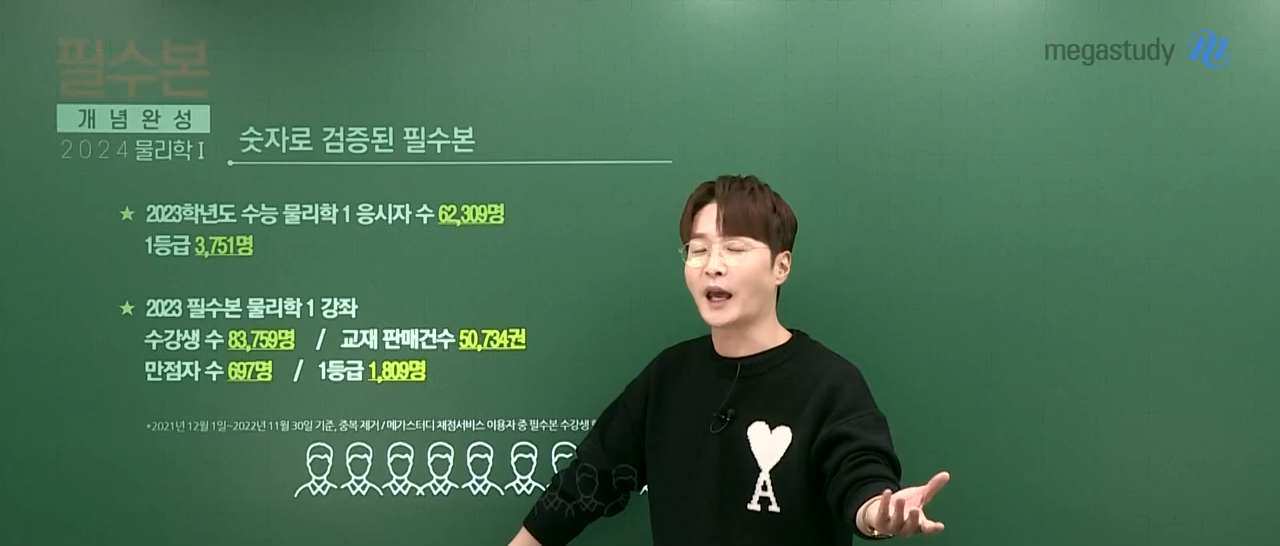 megastudy
필수본
개념완성
2024 물리학 I
숫자로 검증된 필수본
★ 2023학년도 수능 물리학 1 응시자 수 62,309명
1등급 3,751명
★ 2023 필수본 물리학 1 강좌
수강생 수 83,759명 / 교재 판매건수 50,734권
만점자 수 697명 / 1등급 1,809명
*2021년 12월 1일~2022년 11월 30일 기준, 중복 제거 / 메가스터디 채점서비스 이용자 중 필수본 수강생
A